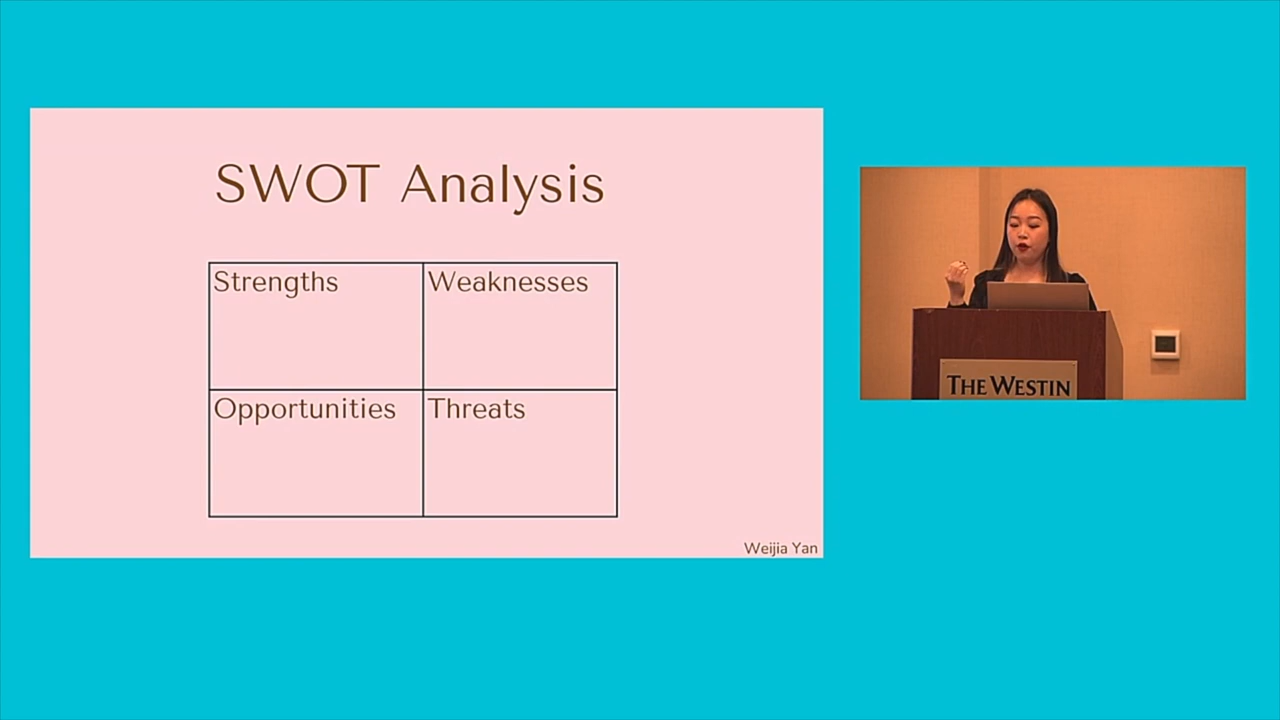 SWOT Analysis
Strengths
Weaknesses
Opportunities
Threats
Weijia Yan
THE WESTIN